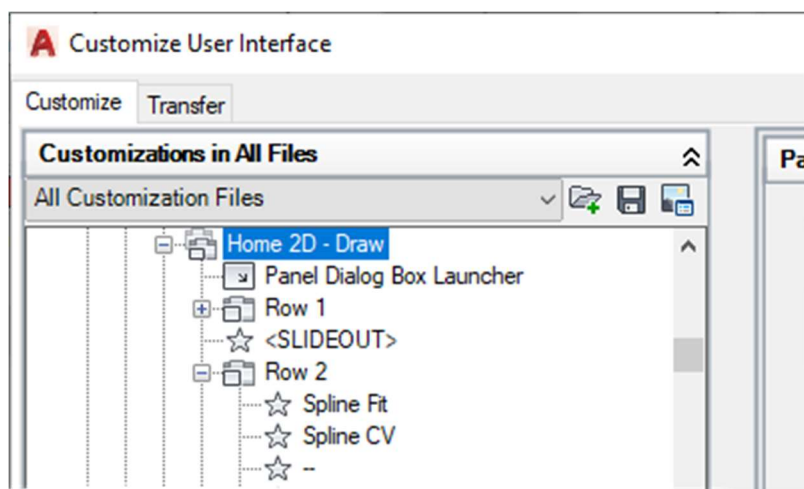 Customize User Interface
Customize Transfer
Customizations in All Files
Pa
All Customization Files
Home 2D - Draw
Panel Dialog Box Launcher
Row 1
<SLIDEOUT>
Row 2
Spline Fit
Spline CV
--